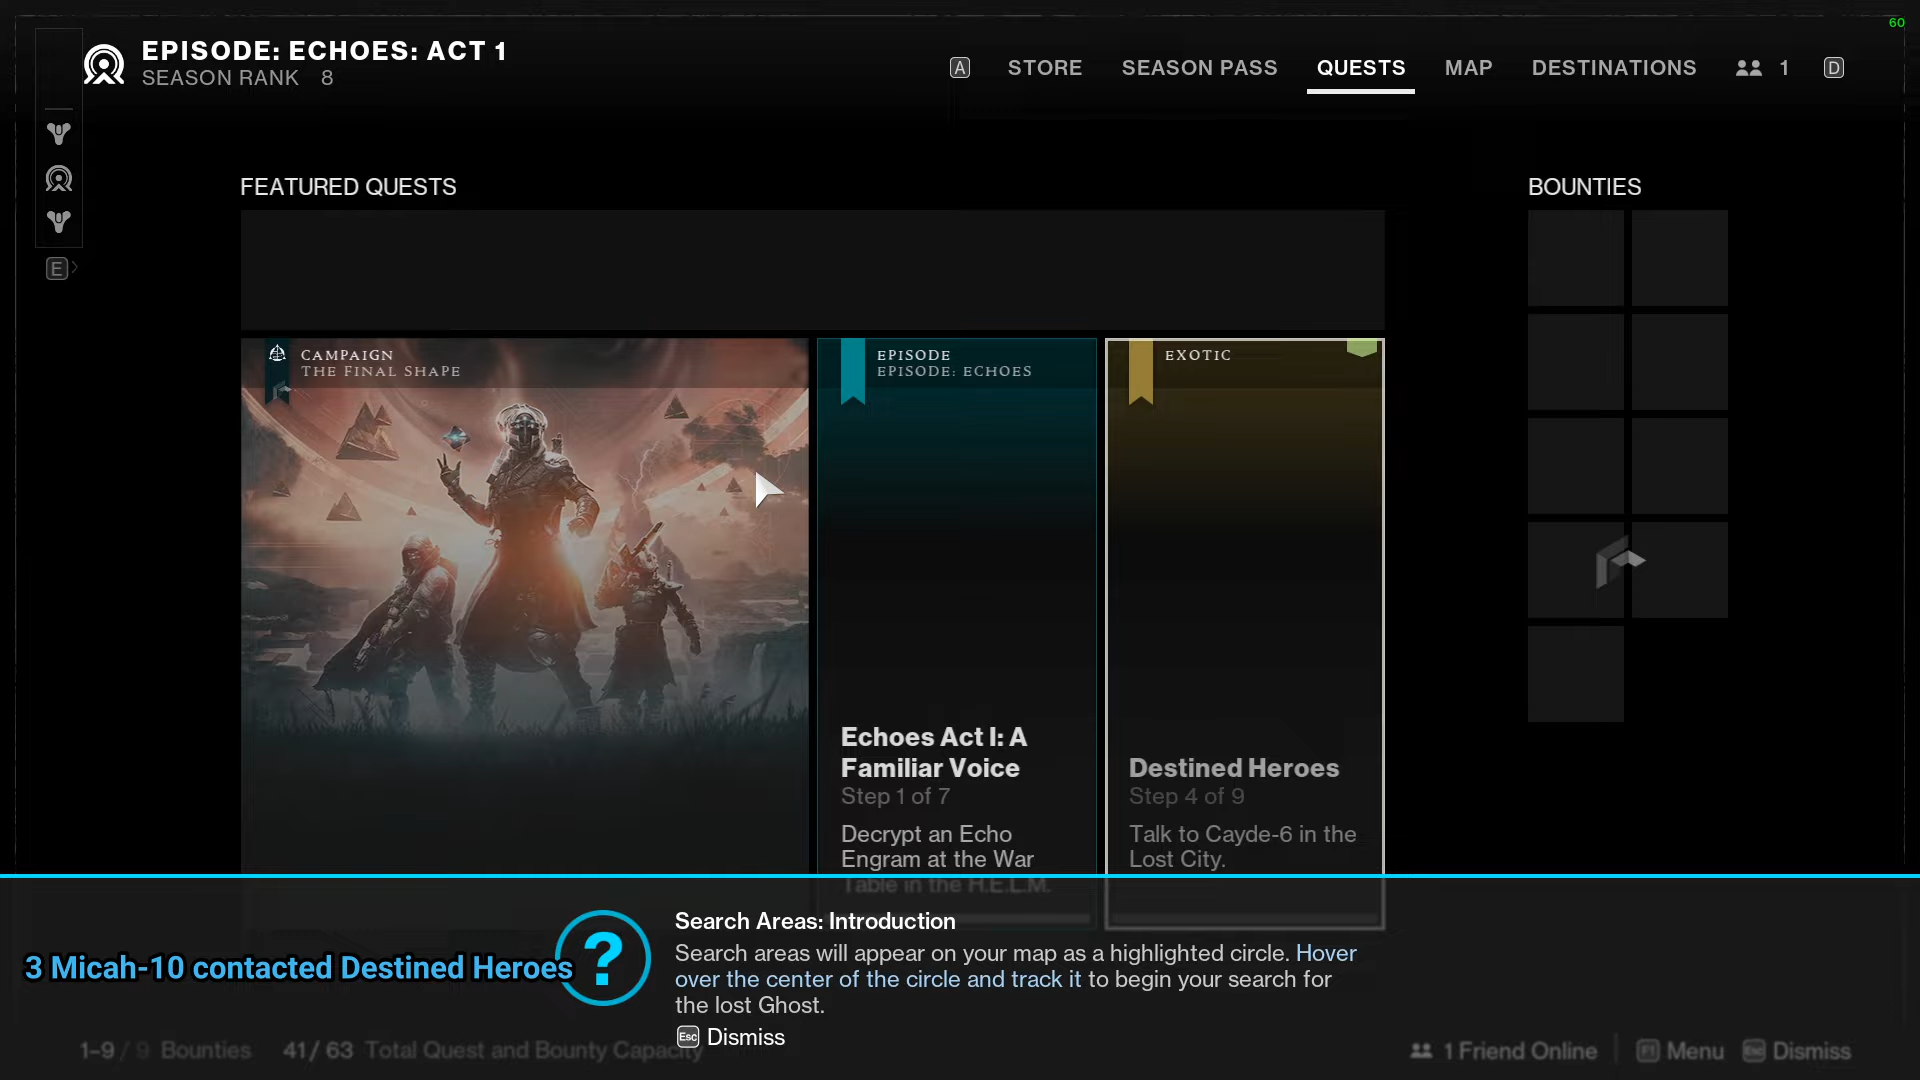 60
EPISODE: ECHOES: ACT 1
SEASON RANK 8
A STORE SEASON PASS QUESTS MAP DESTINATIONS 1 D
E
FEATURED QUESTS
BOUNTIES
CAMPAIGN
THE FINAL SHAPE
EPISODE
EPISODE: ECHOES
EXOTIC
Echoes Act I: A
Familiar Voice
Step 1 of 7
Decrypt an Echo
Engram at the War
Table in the H.E.L.M.
Destined Heroes
Step 4 of 9
Talk to Cayde-6 in the
Lost City.
3 Micah-10 contacted Destined Heroes
?
Search Areas: Introduction
Search areas will appear on your map as a highlighted circle. Hover
over the center of the circle and track it to begin your search for
the lost Ghost.
Esc Dismiss
1-9 / 9 Bounties 41 / 63 Total Quest and Bounty Capacity
1 Friend Online F1 Menu Esc Dismiss